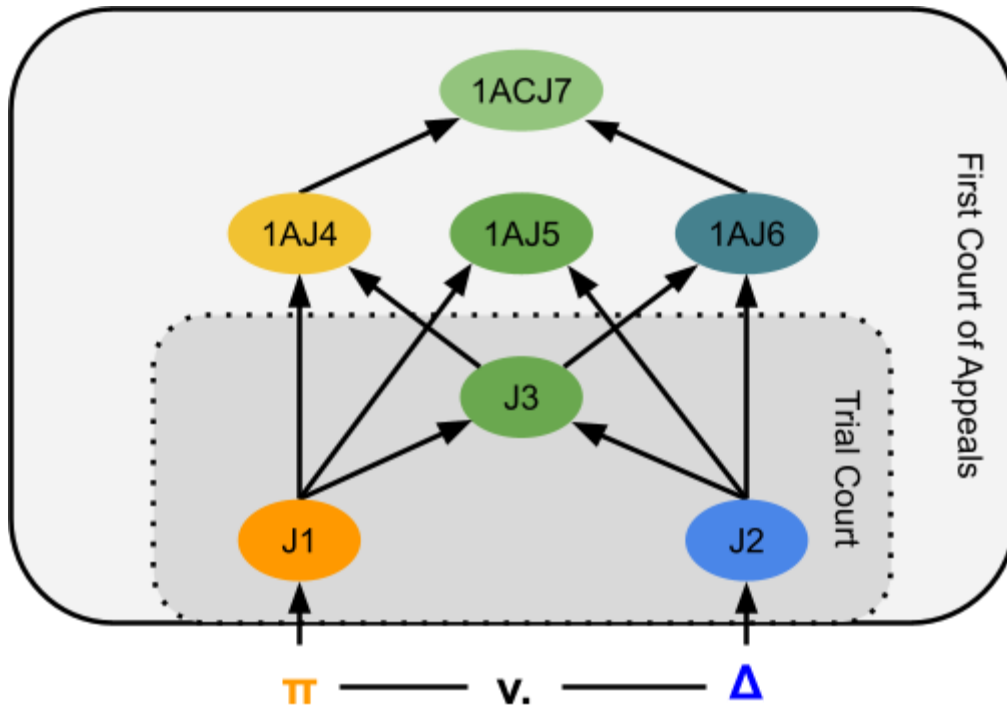 1ACJ7
1AJ4
1AJ5
1AJ6
First Court of Appeals
J3
Trial Court
J1
J2
π
v.
Δ